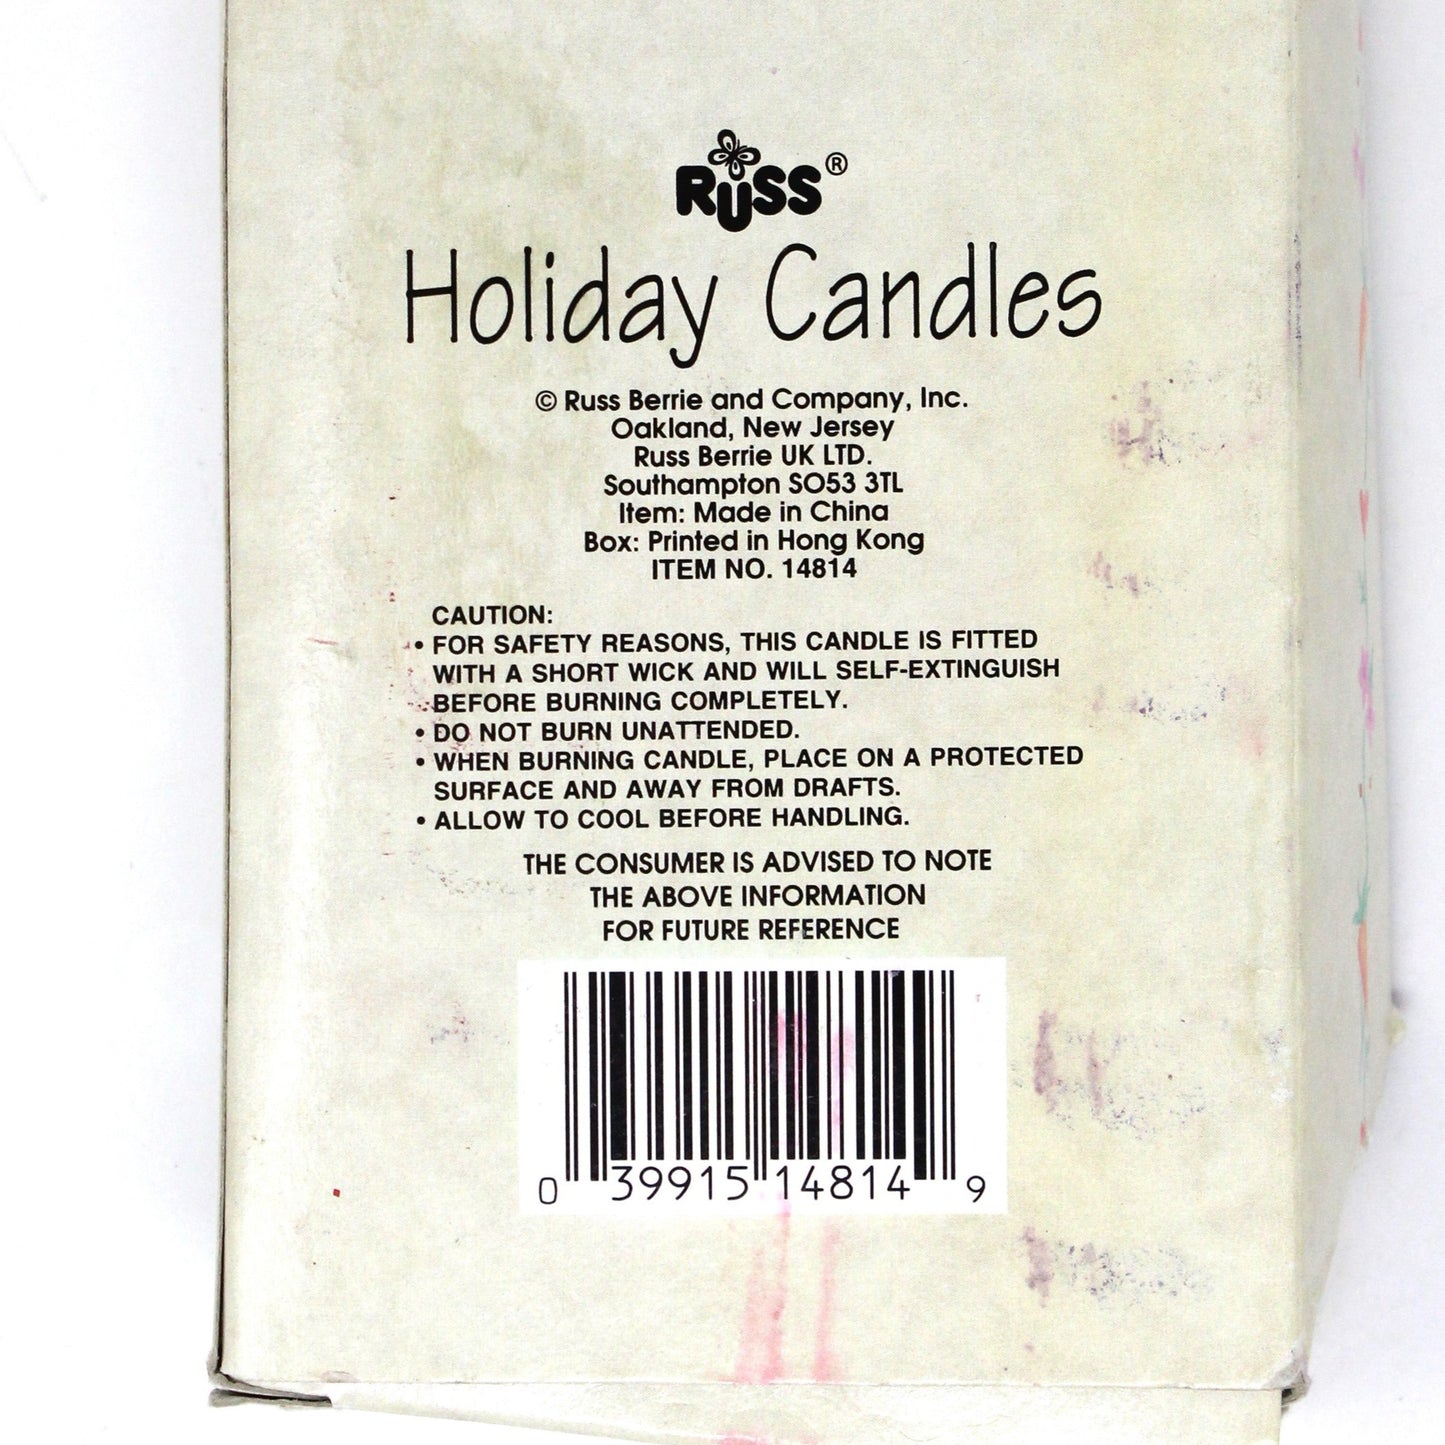 RUSS®
Holiday Candles
© Russ Berrie and Company, Inc.
Oakland, New Jersey
Russ Berrie UK LTD.
Southampton SO53 3TL
Item: Made in China
Box: Printed in Hong Kong
ITEM NO. 14814
CAUTION:
• FOR SAFETY REASONS, THIS CANDLE IS FITTED
WITH A SHORT WICK AND WILL SELF-EXTINGUISH
BEFORE BURNING COMPLETELY.
• DO NOT BURN UNATTENDED.
• WHEN BURNING CANDLE, PLACE ON A PROTECTED
SURFACE AND AWAY FROM DRAFTS.
• ALLOW TO COOL BEFORE HANDLING.
THE CONSUMER IS ADVISED TO NOTE
THE ABOVE INFORMATION
FOR FUTURE REFERENCE
0 39915 14814 9